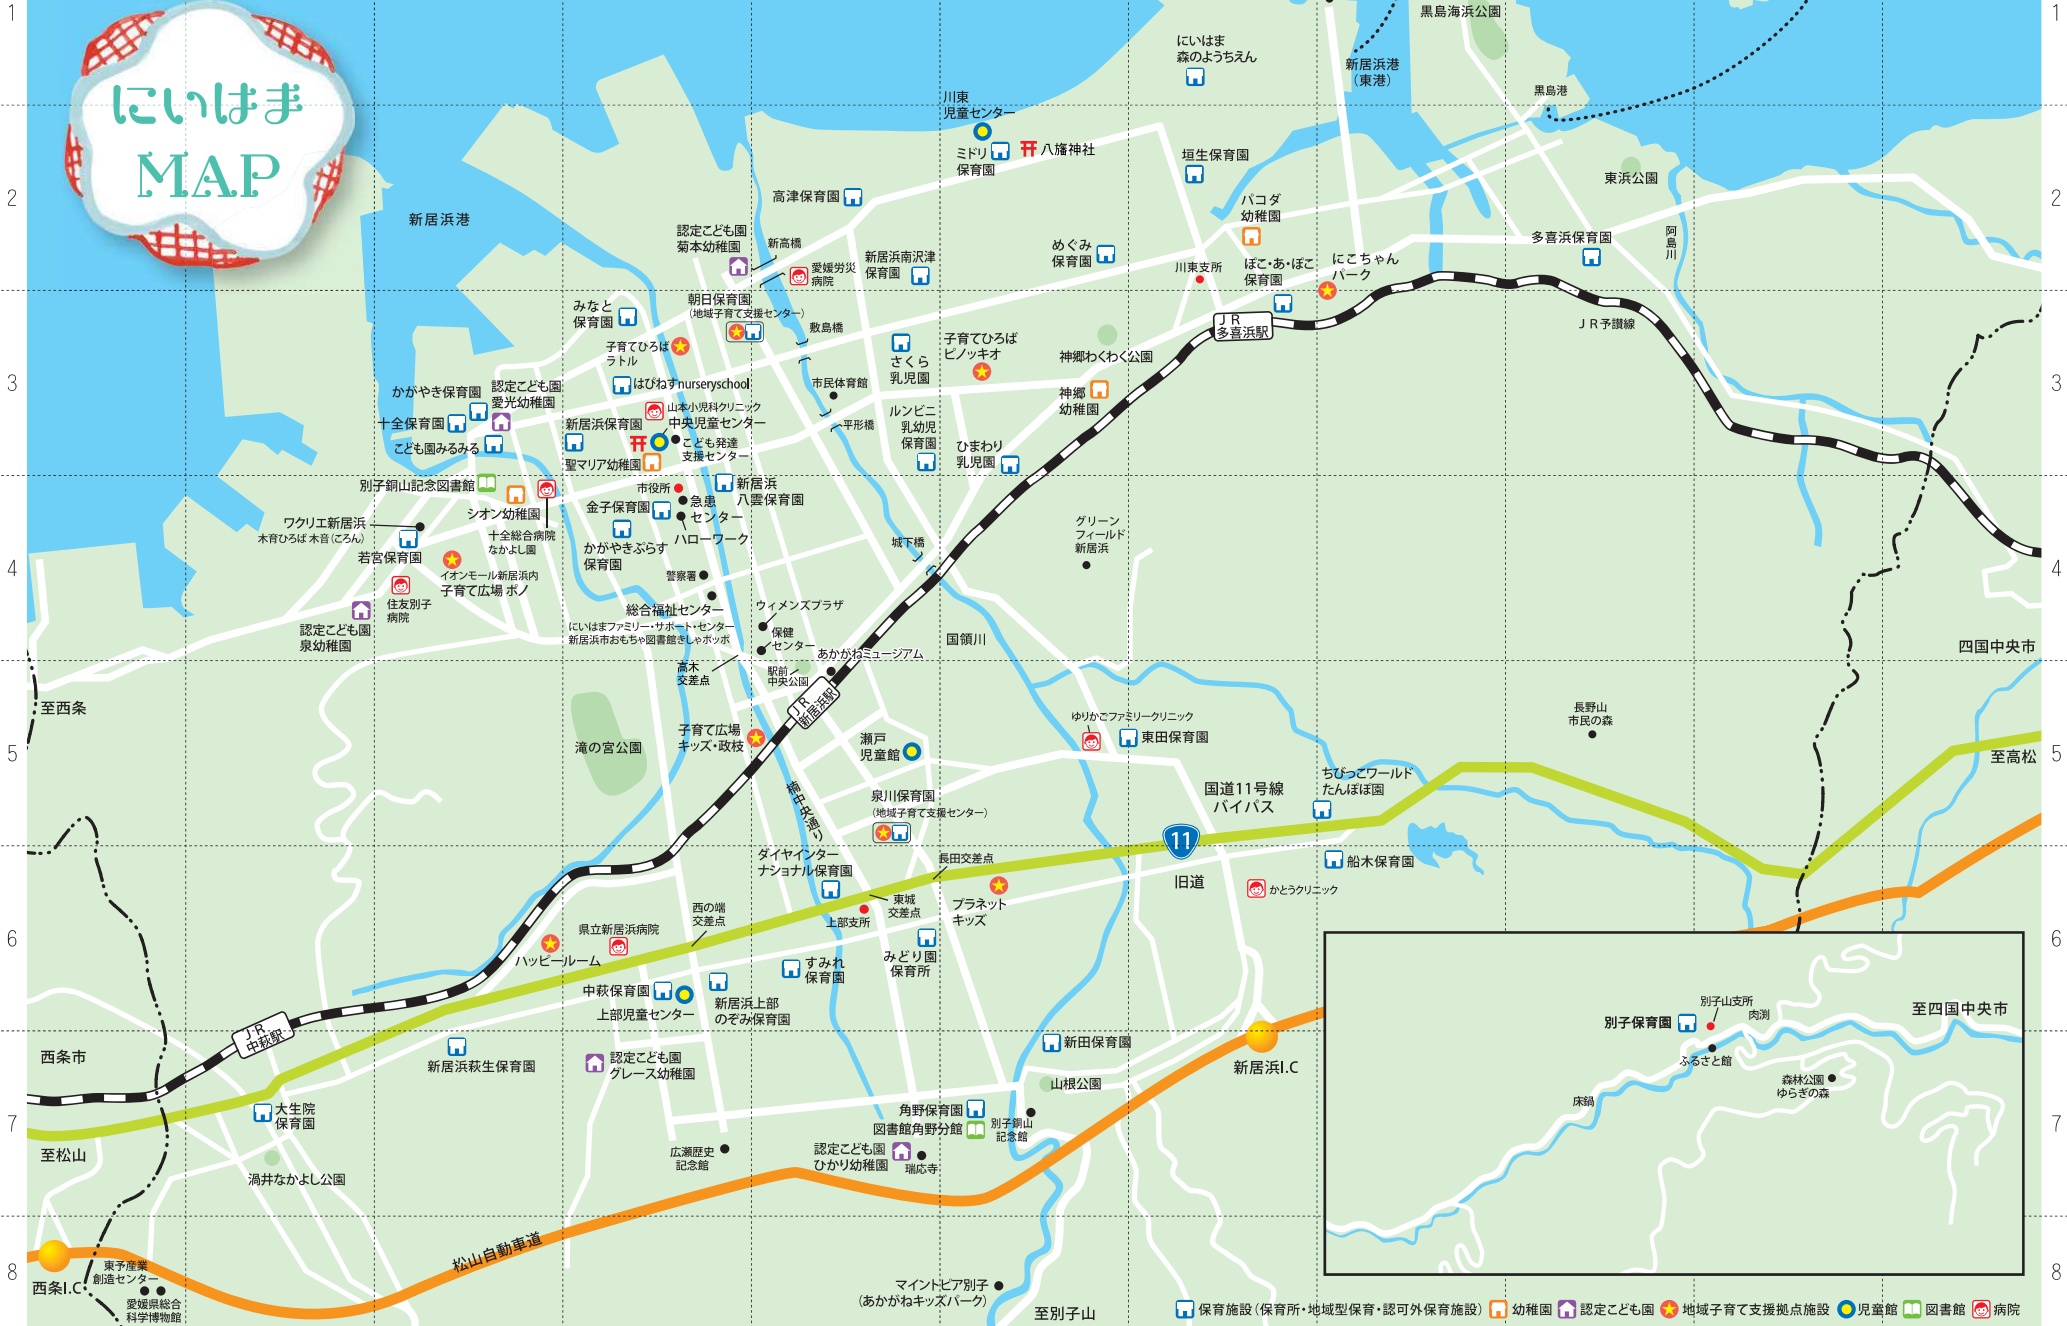 1
1
にいはま
MAP
黒島海浜公園
にいはま
森のようちえん
新居浜港
(東港)
黒島港
川東
児童センター
ミドリ
保育園
八旛神社
垣生保育園
東浜公園
2
2
高津保育園
パコダ
幼稚園
新居浜港
認定こども園
菊本幼稚園
新高橋
愛媛労災
病院
新居浜南沢津
保育園
めぐみ
保育園
川東支所
ぽこ・あ・ぽこ
保育園
にこちゃん
パーク
多喜浜保育園
阿島川
朝日保育園
(地域子育て支援センター)
みなと
保育園
敷島橋
JR
多喜浜駅
JR予讃線
子育てひろば
ラトル
さくら
乳児園
子育てひろば
ピノッキオ
神郷わくわく公園
3
3
かがやき保育園
認定こども園
愛光幼稚園
はぴねすnurseryschool
市民体育館
神郷
幼稚園
十全保育園
新居浜保育園
山本小児科クリニック
中央児童センター
平形橋
ルンビニ
乳幼児
保育園
ひまわり
乳児園
こども園みるみる
こども発達
支援センター
聖マリア幼稚園
別子銅山記念図書館
シオン幼稚園
市役所
新居浜
八雲保育園
金子保育園
急患
センター
ハローワーク
ワクリエ新居浜
木育ひろば 木音(ころん)
若宮保育園
十全総合病院
なかよし園
かがやきぷらす
保育園
城下橋
グリーン
フィールド
新居浜
4
4
イオンモール新居浜内
子育て広場 ポノ
住友別子
病院
認定こども園
泉幼稚園
警察署
総合福祉センター
にいはまファミリー・サポート・センター
新居浜市おもちゃ図書館きしゃポッポ
ウィメンズプラザ
保健
センター
国領川
高木
交差点
駅前
中央公園
あかがねミュージアム
四国中央市
至西条
JR
新居浜駅
長野山
市民の森
滝の宮公園
子育て広場
キッズ・政枝
瀬戸
児童館
ゆりかごファミリークリニック
東田保育園
5
5
至高松
楠中央通り
泉川保育園
(地域子育て支援センター)
国道11号線
バイパス
ちびっこワールド
たんぽぽ園
11
ダイヤインター
ナショナル保育園
長田交差点
旧道
船木保育園
かとうクリニック
東城
交差点
上部支所
プラネット
キッズ
西の端
交差点
6
6
県立新居浜病院
ハッピールーム
みどり園
保育所
すみれ
保育園
中萩保育園
上部児童センター
新居浜上部
のぞみ保育園
別子山支所
肉渕
別子保育園
至四国中央市
ふるさと館
JR
中萩駅
西条市
新居浜萩生保育園
認定こども園
グレース幼稚園
新田保育園
新居浜I.C
山根公園
森林公園
ゆらぎの森
床鍋
大生院
保育園
7
7
角野保育園
図書館角野分館
別子銅山
記念館
至松山
広瀬歴史
記念館
認定こども園
ひかり幼稚園
瑞応寺
渦井なかよし公園
松山自動車道
8
8
西条I.C
東予産業
創造センター
愛媛県総合
科学博物館
マイントピア別子
(あかがねキッズパーク)
至別子山
保育施設(保育所・地域型保育・認可外保育施設) 幼稚園 認定こども園 地域子育て支援拠点施設 児童館 図書館 病院